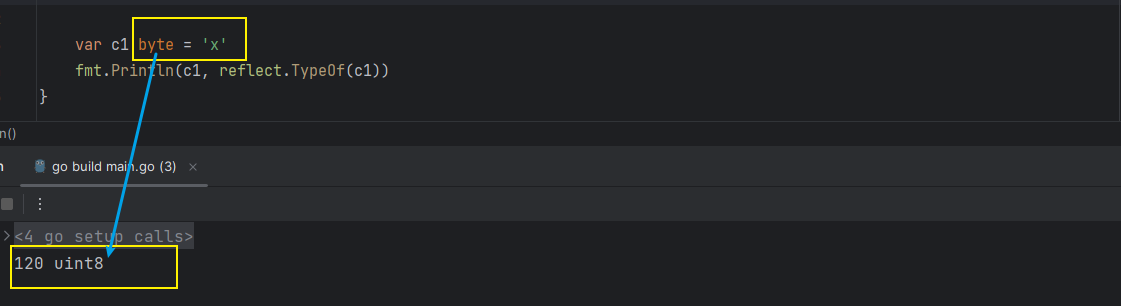 var c1 byte = 'x'
fmt.Println(c1, reflect.TypeOf(c1))
}
n()
n
go build main.go (3)
<4 go setup calls>
120 uint8